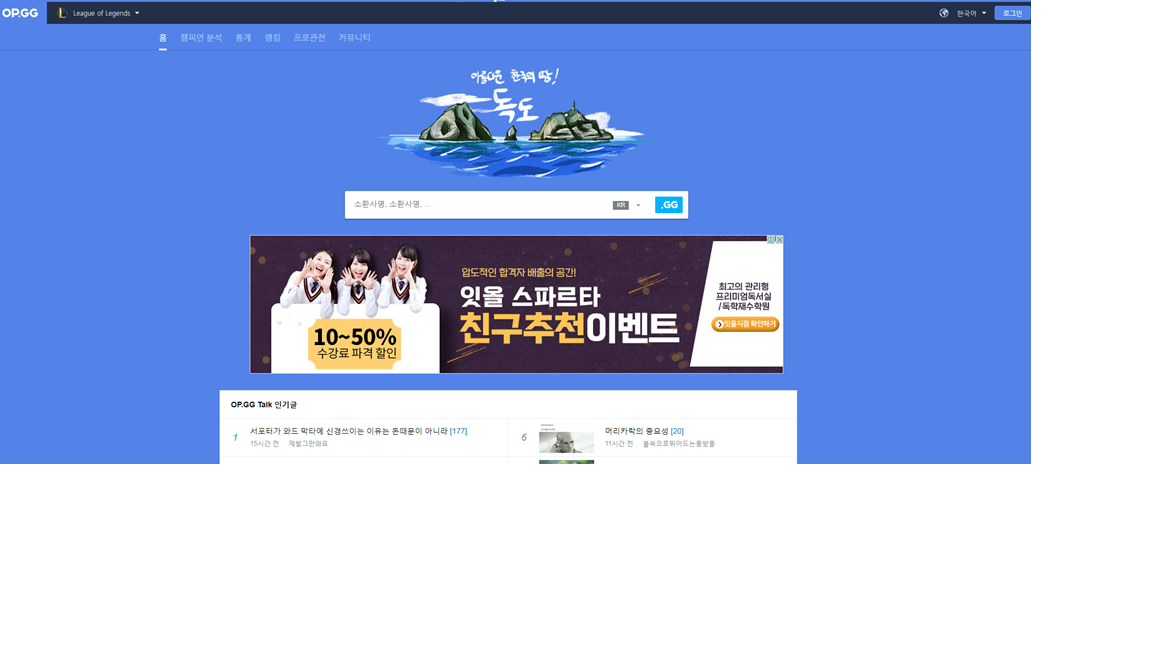 OP.GG
League of Legends
한국어
로그인
홈
챔피언 분석
통계
랭킹
프로관전
커뮤니티
아름다운 한국의 땅!
독도
소환사명, 소환사명, ...
KR
.GG
압도적인 합격자 배출의 공간!
잇올 스파르타
친구추천이벤트
10~50%
수강료 파격 할인
최고의 관리형
프리미엄독서실
/독학재수학원
잇올지점 확인하기
OP.GG Talk 인기글
1
서포터가 와드 막타에 신경쓰이는 이유는 돈때문이 아니라 [177]
15시간 전 제발그만와요
6
머리카락의 중요성 [20]
11시간 전 불쑥으로뛰어드는물방울